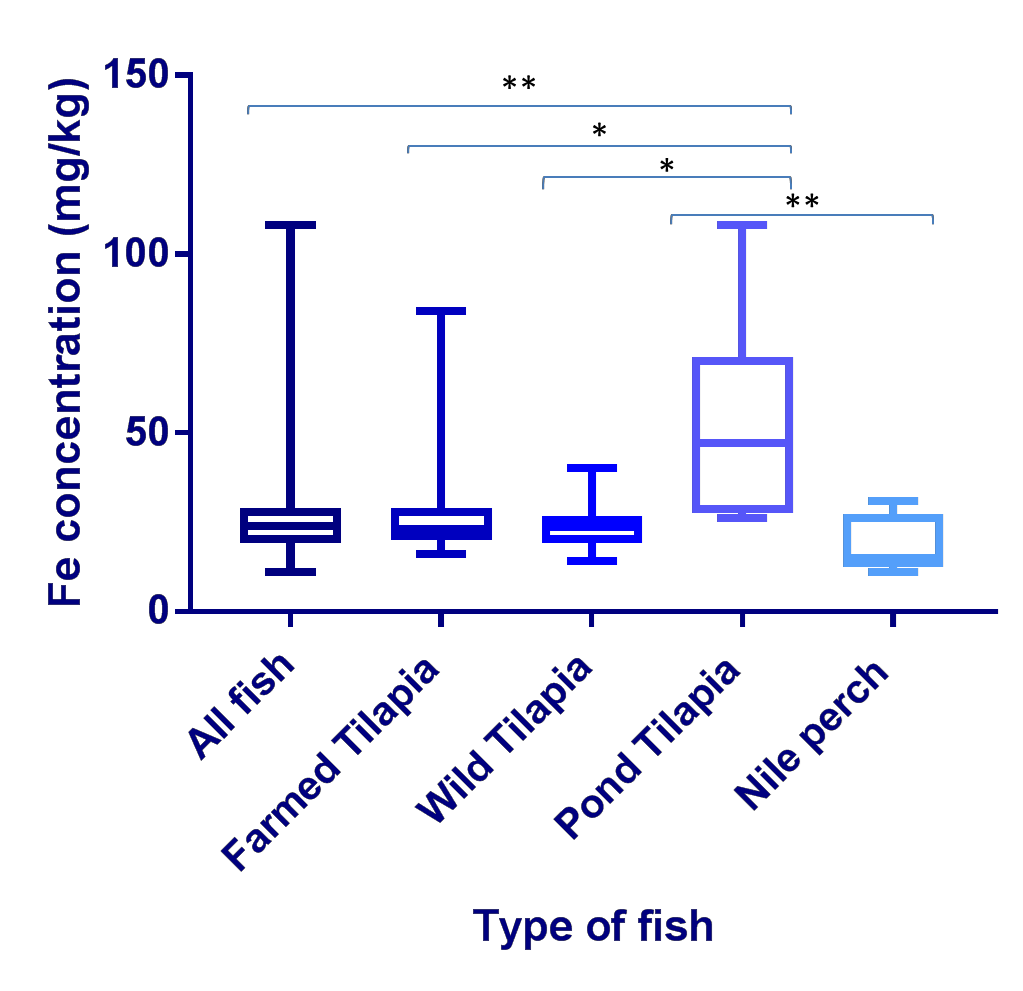 Fe concentration (mg/kg)
150
100
50
0
**
*
*
**
All fish
Farmed Tilapia
Wild Tilapia
Pond Tilapia
Nile perch
Type of fish